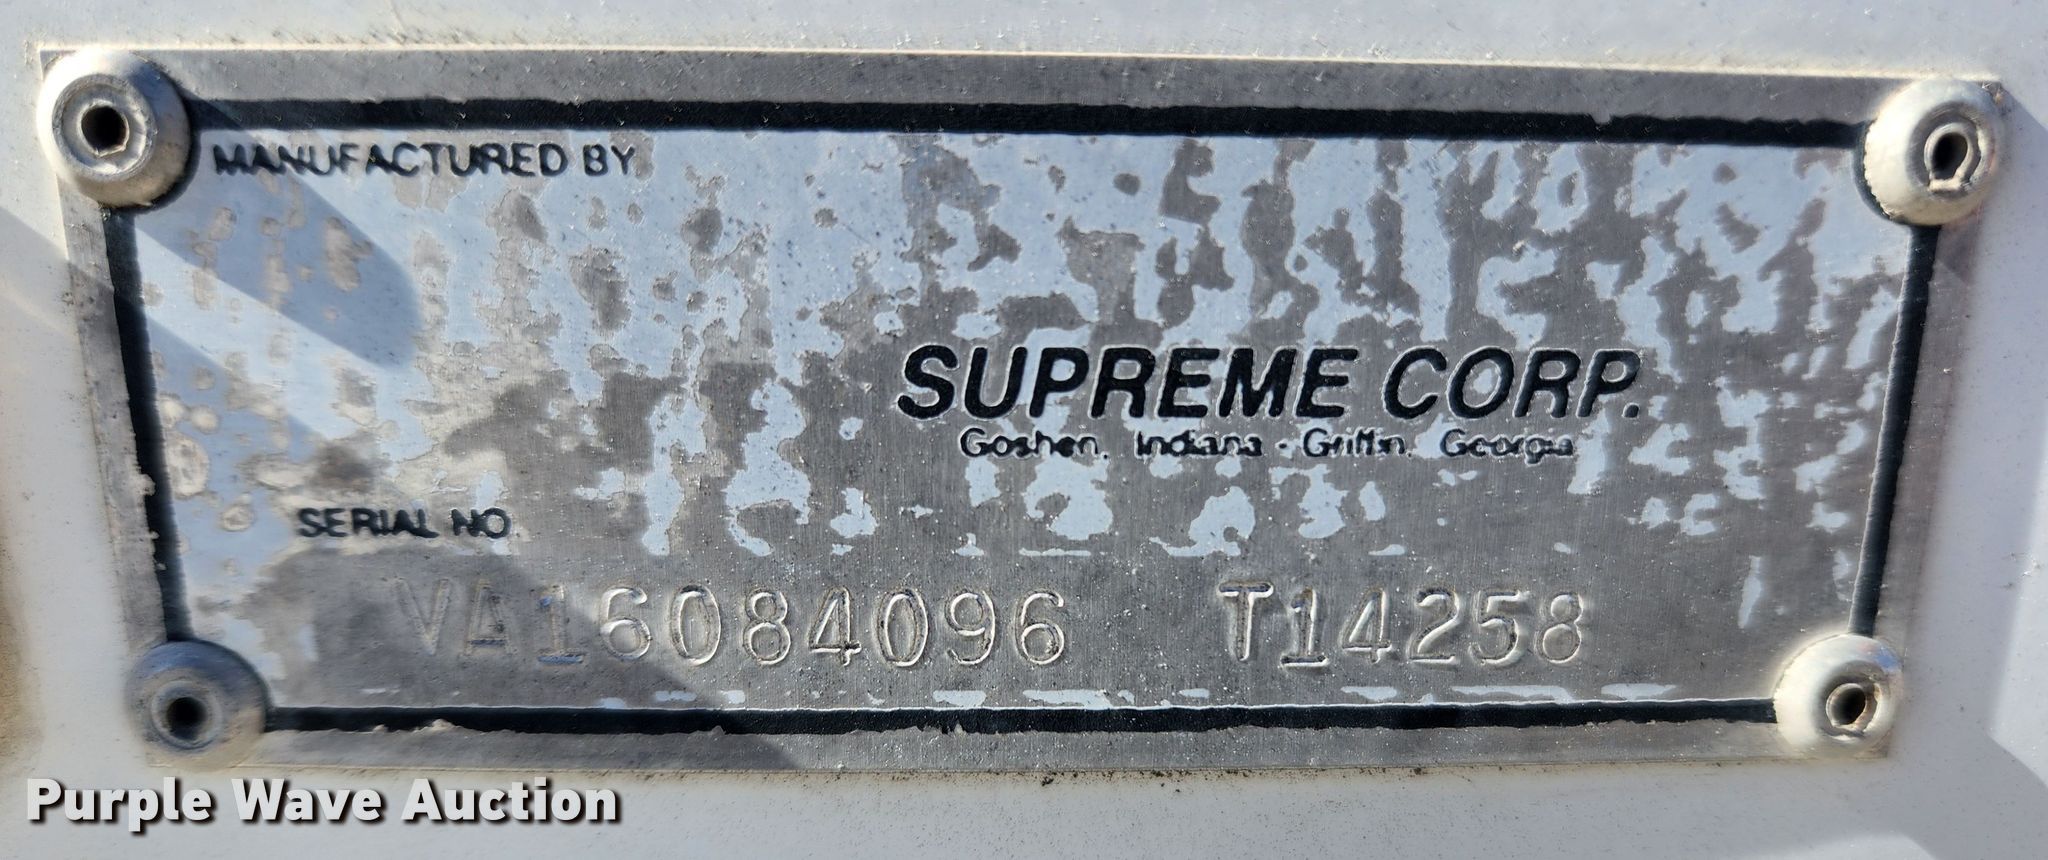 MANUFACTURED BY
SUPREME CORP.
Goshen, Indiana - Griffin, Georgia
SERIAL NO
VA16084096 T14258
Purple Wave Auction